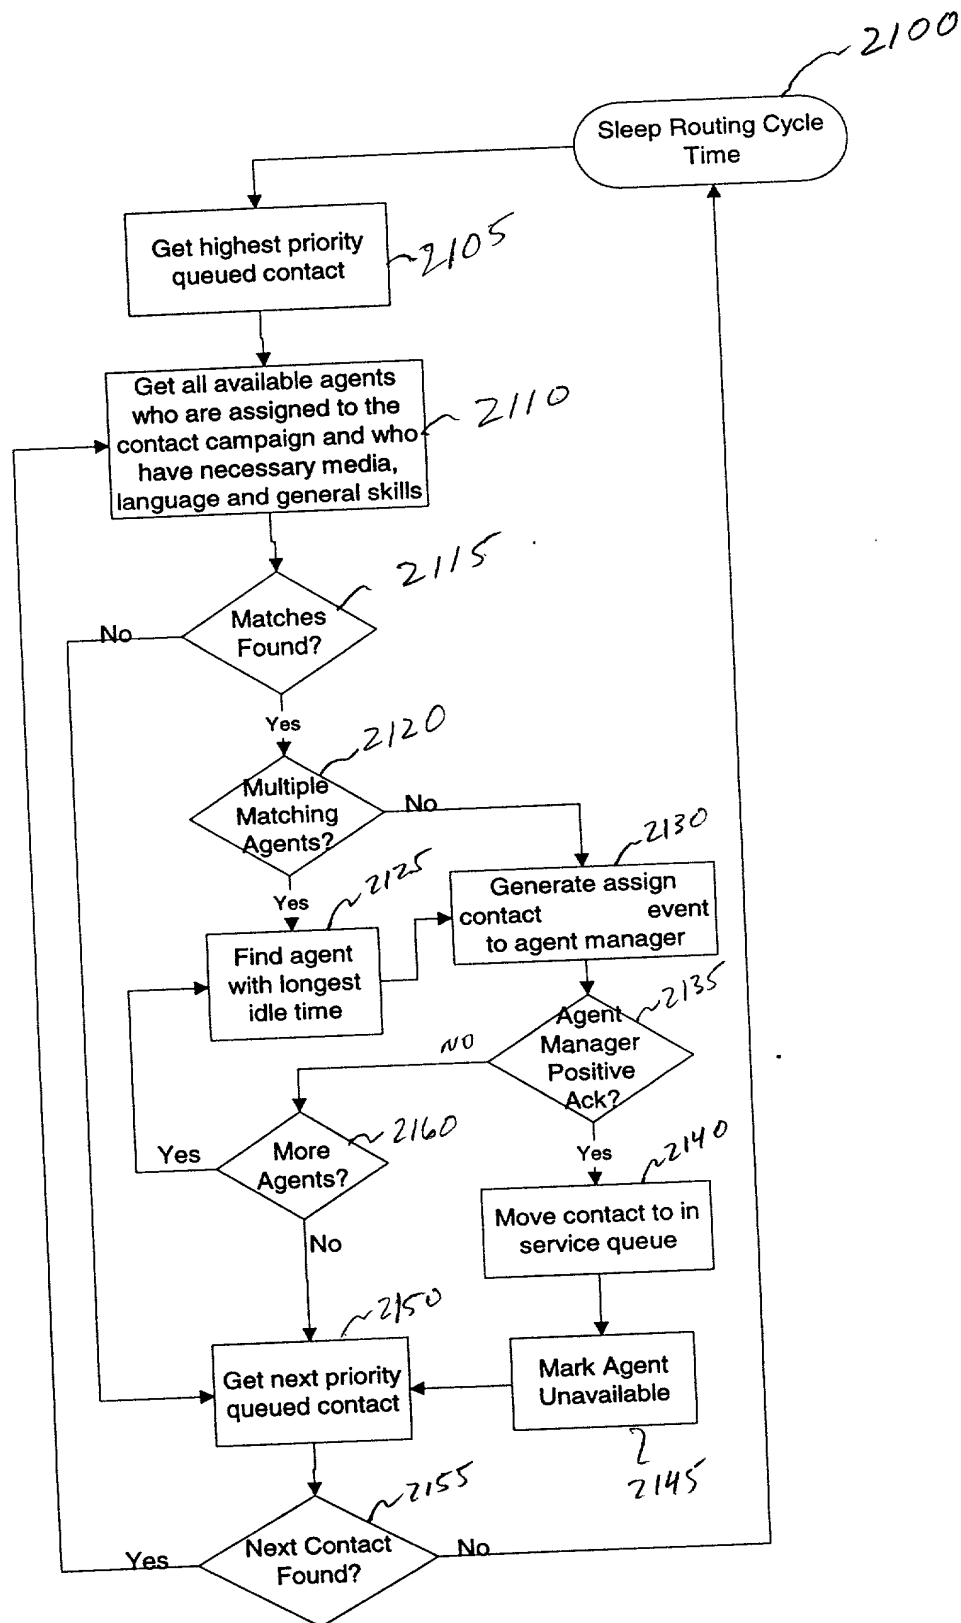 2100
Sleep Routing Cycle
Time
Get highest priority
queued contact
2105
Get all available agents
who are assigned to the
contact campaign and who
have necessary media,
language and general skills
2110
2115
Matches
Found?
No
Yes
2120
Multiple
Matching
Agents?
No
2125
Yes
2130
Generate assign
contact event
to agent manager
Find agent
with longest
idle time
2135
Agent
Manager
Positive
Ack?
NO
2160
More
Agents?
Yes
No
Yes
2140
Move contact to in
service queue
2150
Get next priority
queued contact
Mark Agent
Unavailable
2145
2155
Next Contact
Found?
Yes
No